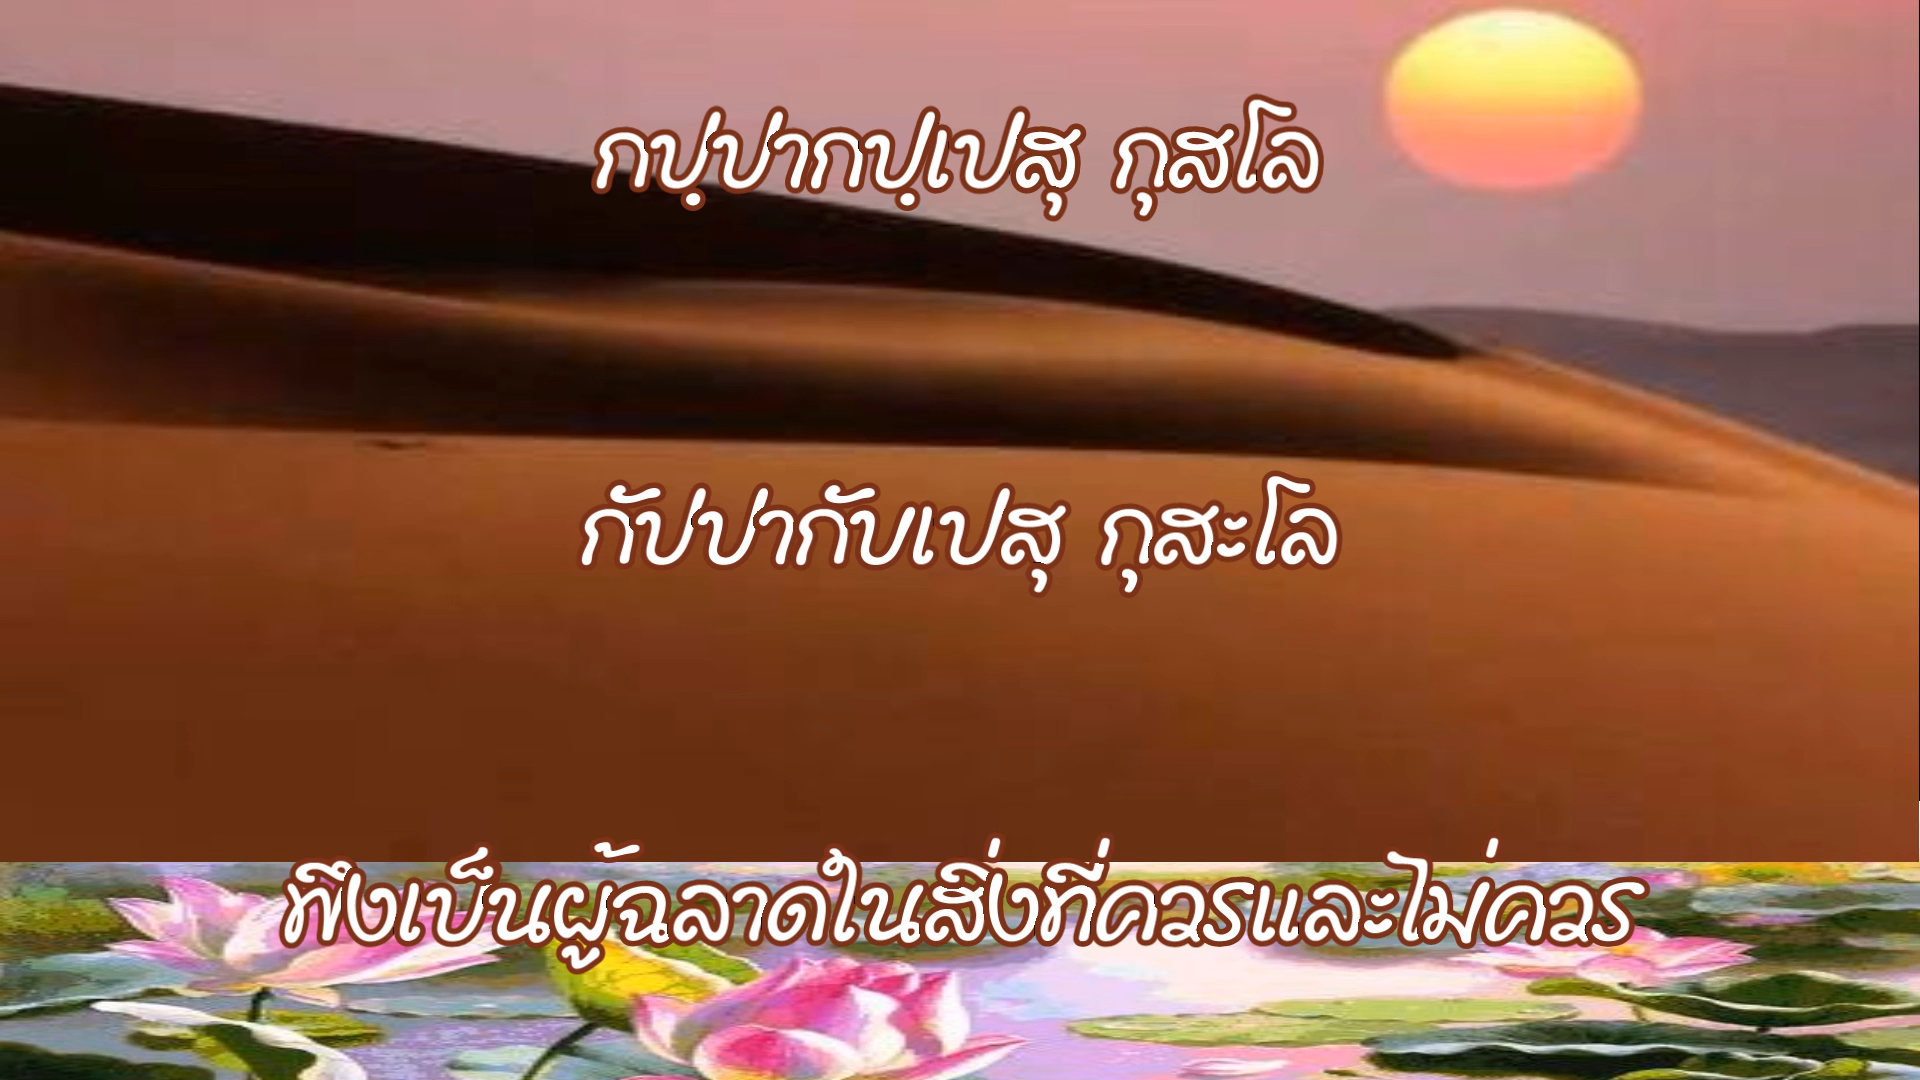 กปฺปากปฺเปสุ กุสโล
กัปปากับเปสุ กุสะโล
พึงเป็นผู้ฉลาดในสิ่งที่ควรและไม่ควร